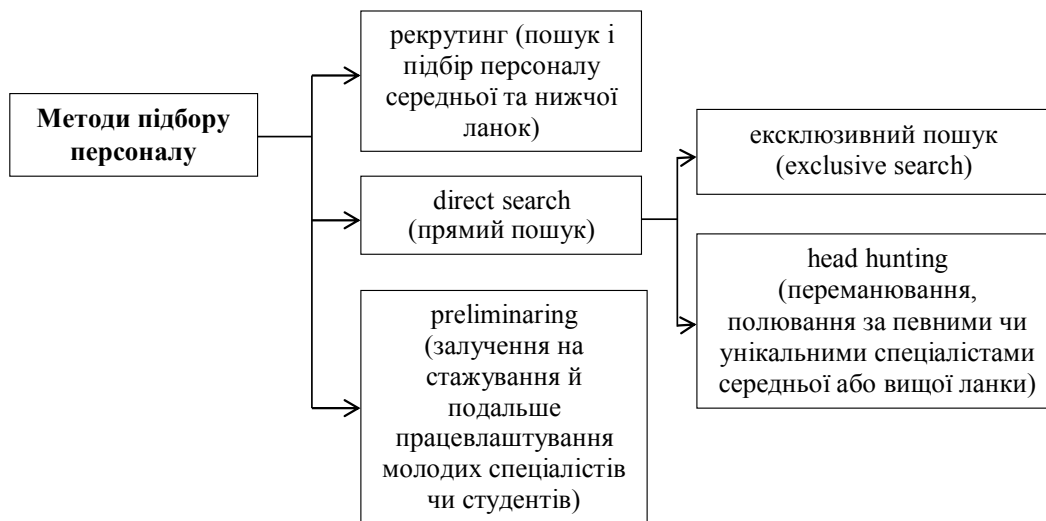 Методи підбору
персоналу
рекрутинг (пошук і
підбір персоналу
середньої та нижчої
ланок)
direct search
(прямий пошук)
preliminaring
(залучення на
стажування й
подальше
працевлаштування
молодих спеціалістів
чи студентів)
ексклюзивний пошук
(exclusive search)
head hunting
(переманювання,
полювання за певними чи
унікальними спеціалістами
середньої або вищої ланки)